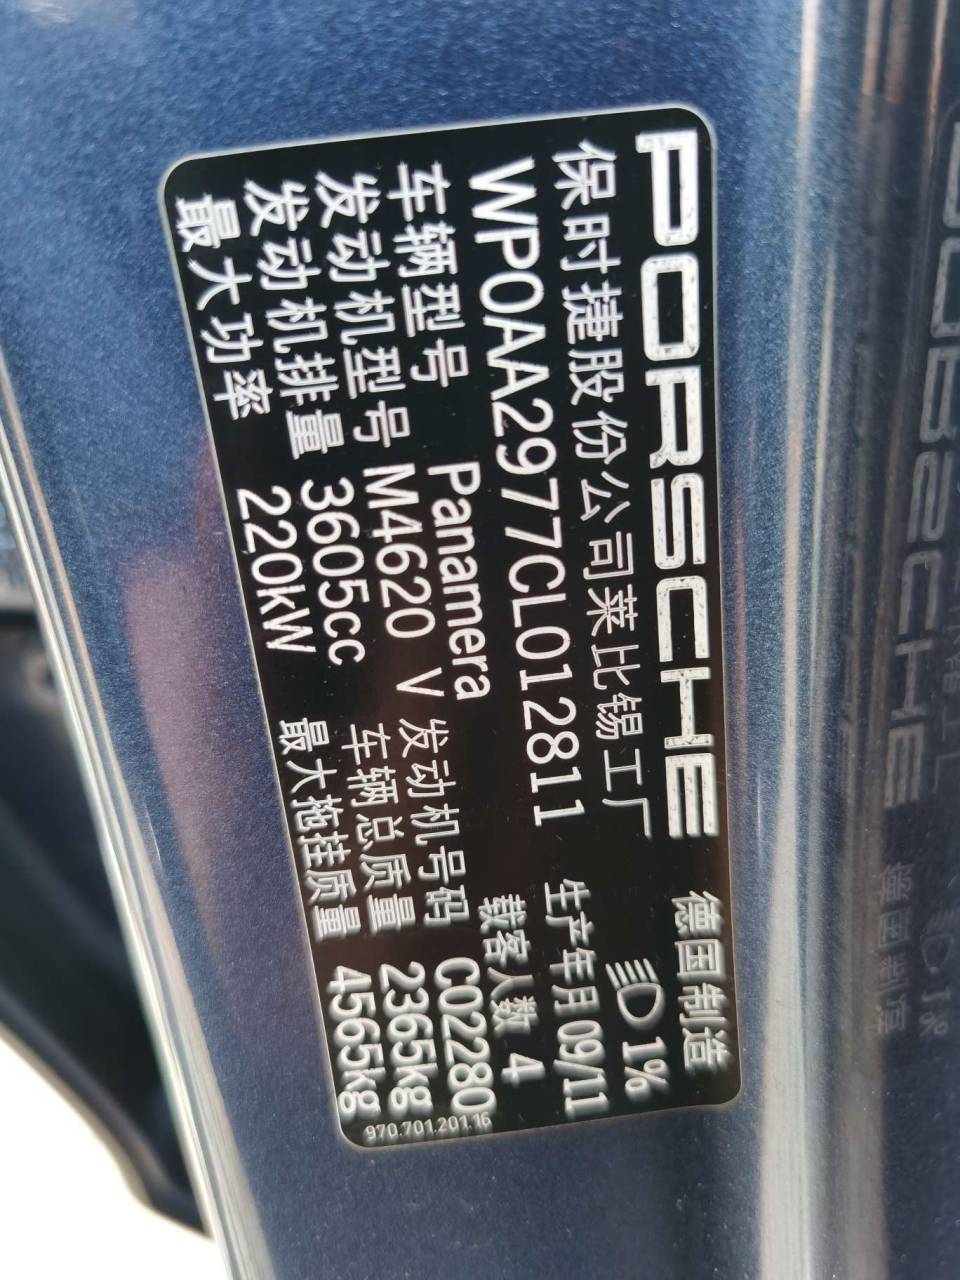 PORSCHE 德国制造
保时捷股份公司莱比锡工厂 1%
WP0AA2977CL012811 生产年月 09/11
车辆型号 Panamera 载客人数 4
发动机型号 M4620 V 发动机号码 C02280
发动机排量 3605cc 车辆总质量 2365kg
最大功率 220kW 最大拖挂质量 4565kg
970.701.201.16